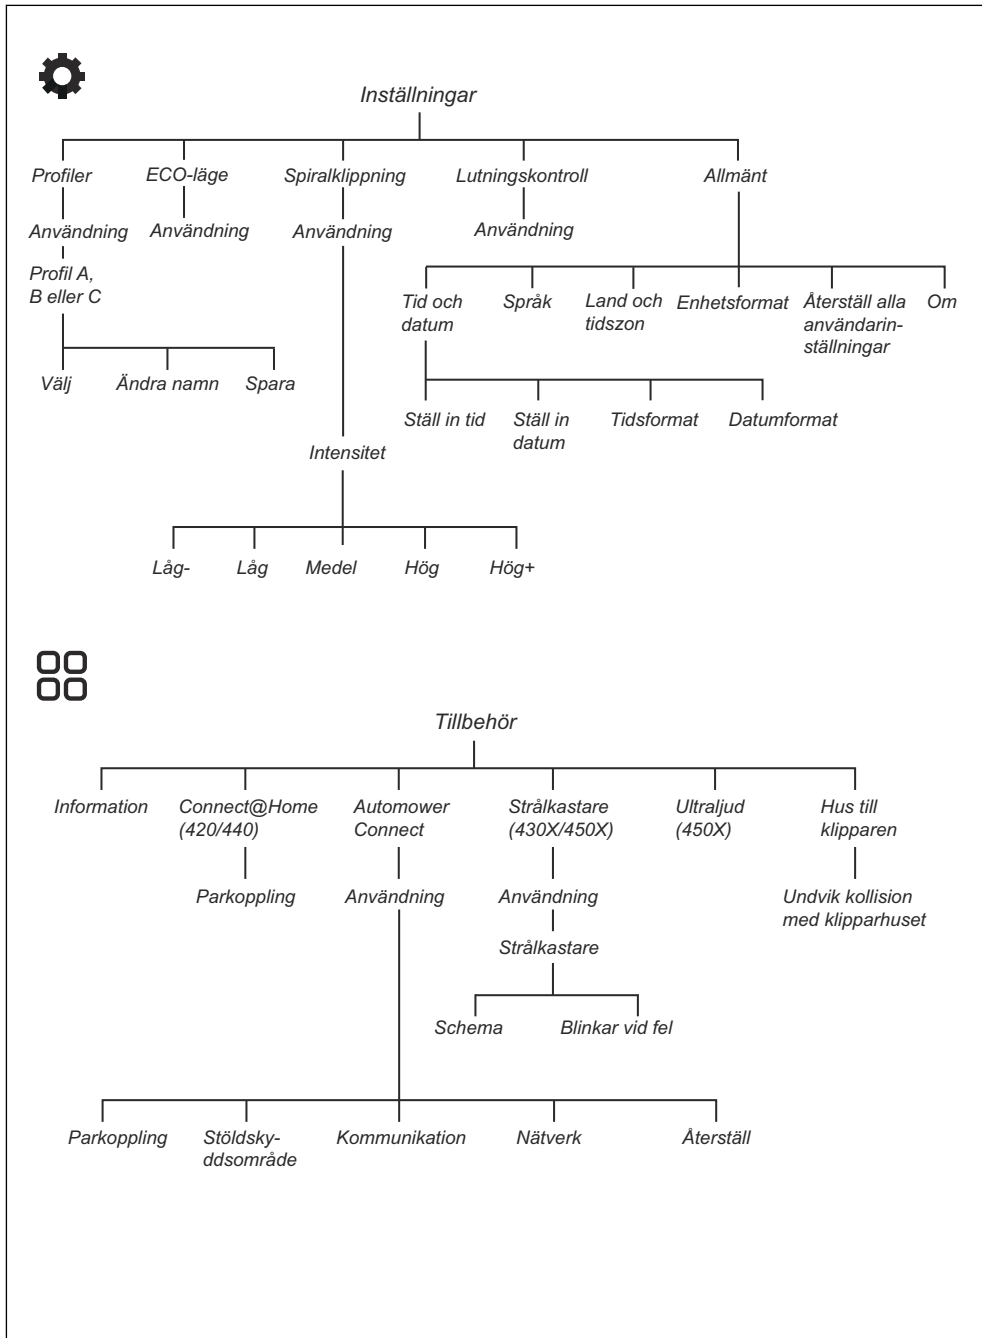 Inställningar
Profiler
ECO-läge
Spiralklippning
Lutningskontroll
Allmänt
Användning
Användning
Användning
Användning
Profil A,
B eller C
Tid och
datum
Språk
Land och
tidszon
Enhetsformat
Återställ alla
användarin-
ställningar
Om
Välj
Ändra namn
Spara
Ställ in tid
Ställ in
datum
Tidsformat
Datumformat
Intensitet
Låg-
Låg
Medel
Hög
Hög+
Tillbehör
Information
Connect@Home
(420/440)
Automower
Connect
Strålkastare
(430X/450X)
Ultraljud
(450X)
Hus till
klipparen
Parkoppling
Användning
Användning
Undvik kollision
med klipparhuset
Strålkastare
Schema
Blinkar vid fel
Parkoppling
Stöldsky-
ddsområde
Kommunikation
Nätverk
Återställ